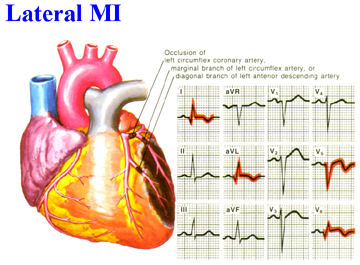 Lateral MI
Occlusion of
left circumflex coronary artery,
marginal branch of left circumflex artery, or
diagonal branch of left anterior descending artery
I aVR V1 V4
II aVL V2 V5
III aVF V3 V6